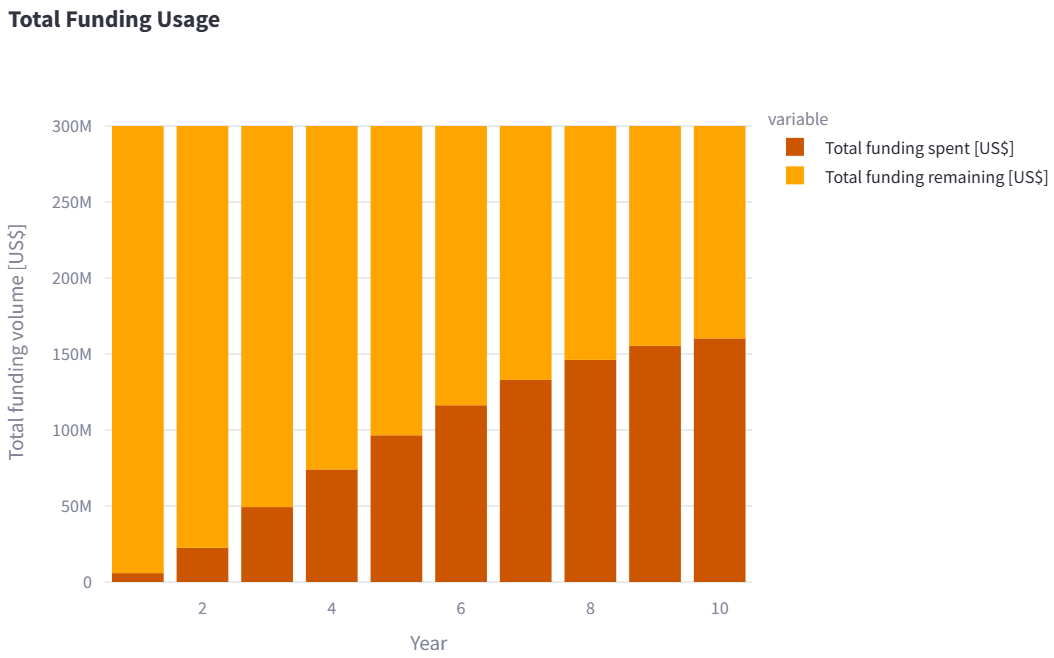 Total Funding Usage
variable
Total funding spent [US$]
Total funding remaining [US$]
Total funding volume [US$]
300M
250M
200M
150M
100M
50M
0
2 4 6 8 10
Year